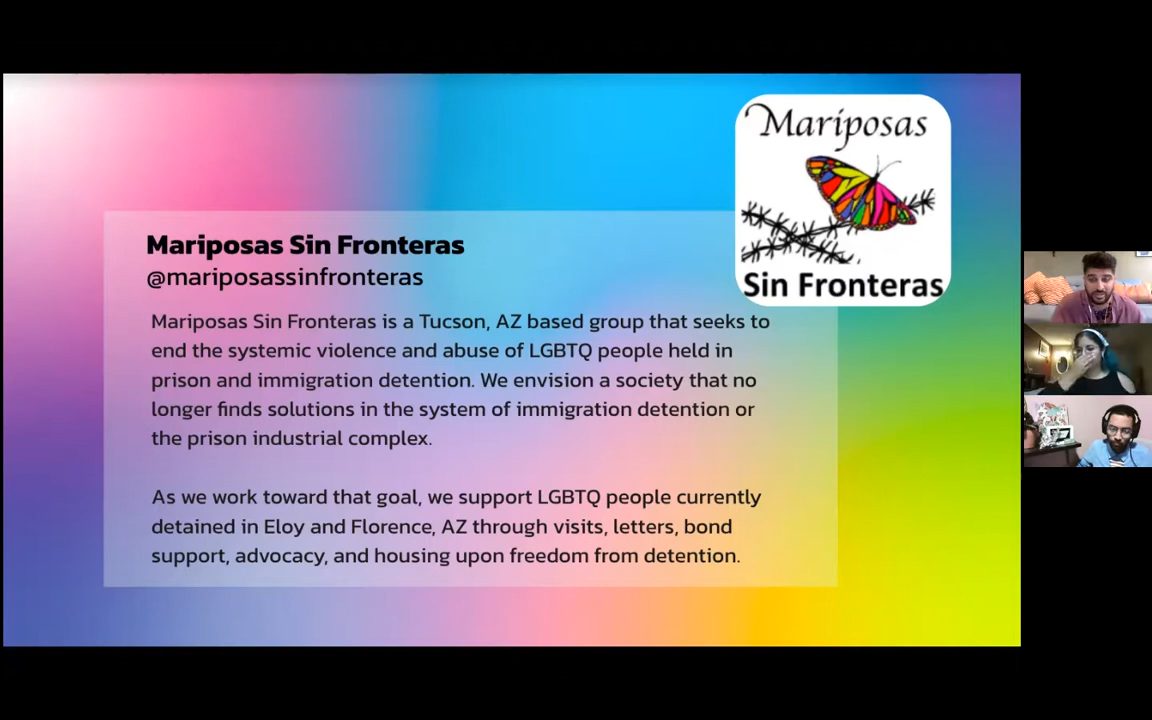 Mariposas
Sin Fronteras
Mariposas Sin Fronteras
@mariposassinfronteras
Mariposas Sin Fronteras is a Tucson, AZ based group that seeks to
end the systemic violence and abuse of LGBTQ people held in
prison and immigration detention. We envision a society that no
longer finds solutions in the system of immigration detention or
the prison industrial complex.
As we work toward that goal, we support LGBTQ people currently
detained in Eloy and Florence, AZ through visits, letters, bond
support, advocacy, and housing upon freedom from detention.